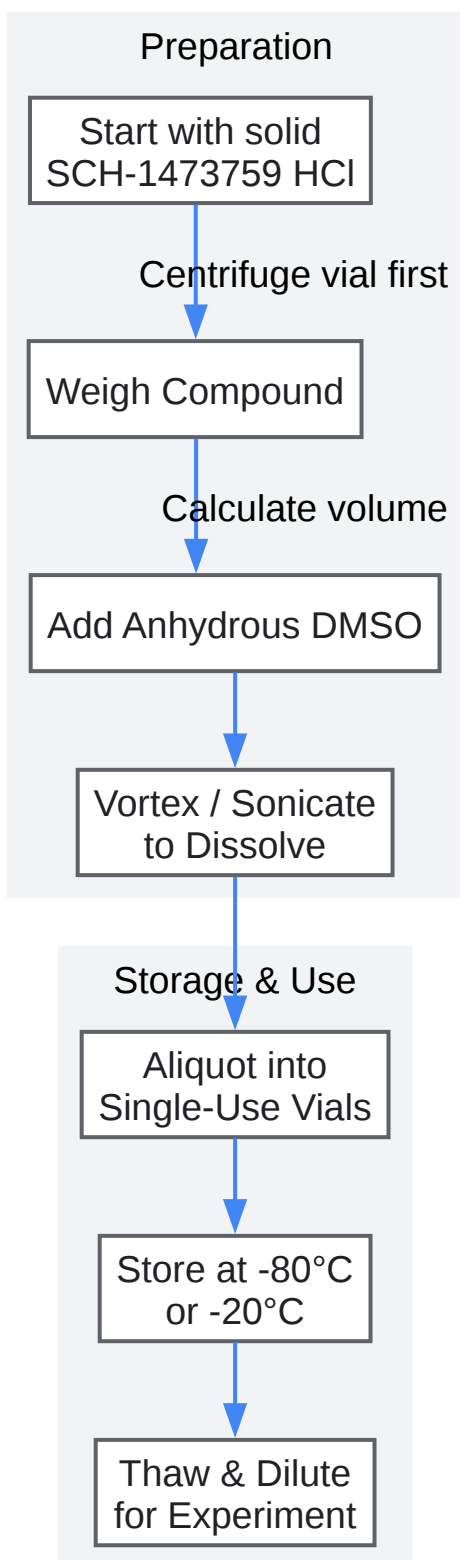 Preparation
Start with solid
SCH-1473759 HCl
Centrifuge vial first
Weigh Compound
Calculate volume
Add Anhydrous DMSO
Vortex / Sonicate
to Dissolve
Storage & Use
Aliquot into
Single-Use Vials
Store at -80°C
or -20°C
Thaw & Dilute
for Experiment